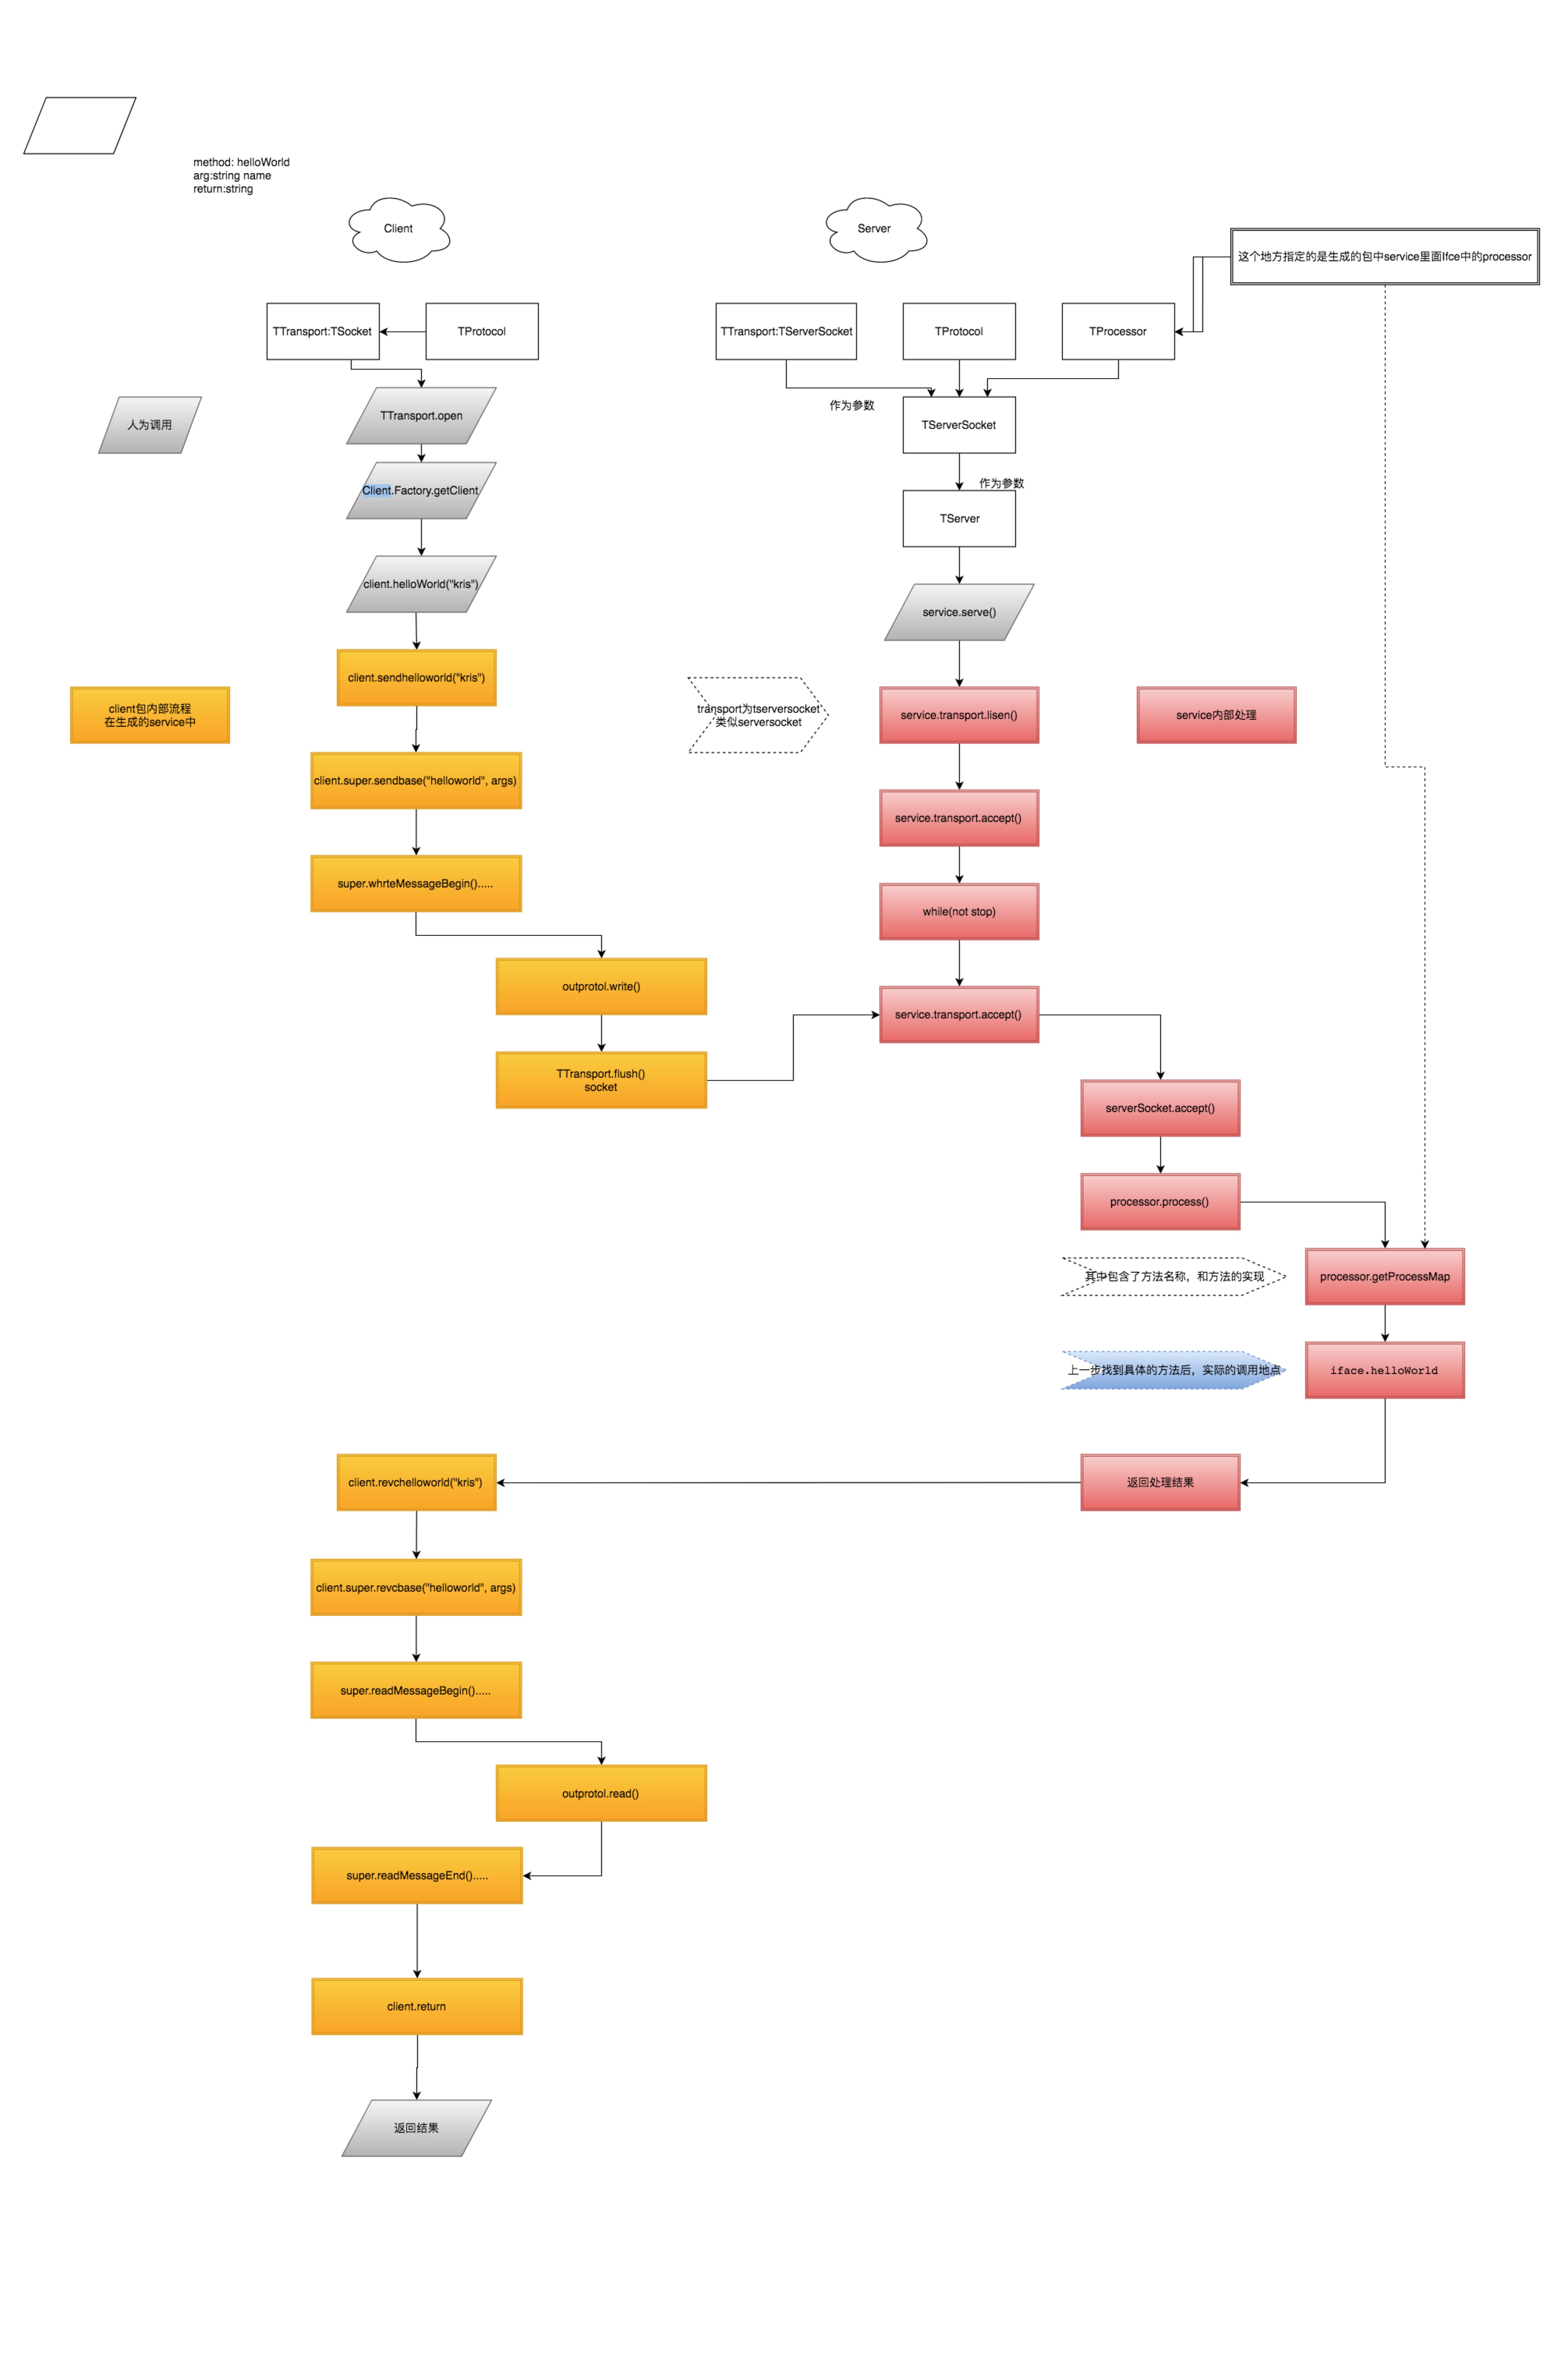 method: helloWorld
arg:string name
return:string
Client
Server
这个地方指定的是生成的包中service里面Ifce中的processor
TTransport:TSocket
TProtocol
TTransport:TServerSocket
TProtocol
TProcessor
人为调用
TTransport.open
作为参数
TServerSocket
Client.Factory.getClient
作为参数
TServer
client.helloWorld("kris")
service.serve()
client.sendhelloworld("kris")
client包内部流程
在生成的service中
transport为tserversocket
类似serversocket
service.transport.lisen()
service内部处理
client.super.sendbase("helloworld", args)
service.transport.accept()
super.whrteMessageBegin().....
while(not stop)
outprotol.write()
service.transport.accept()
TTransport.flush()
socket
serverSocket.accept()
processor.process()
其中包含了方法名称，和方法的实现
processor.getProcessMap
上一步找到具体的方法后，实际的调用地点
iface.helloWorld
client.revchelloworld("kris")
返回处理结果
client.super.revcbase("helloworld", args)
super.readMessageBegin().....
outprotol.read()
super.readMessageEnd().....
client.return
返回结果